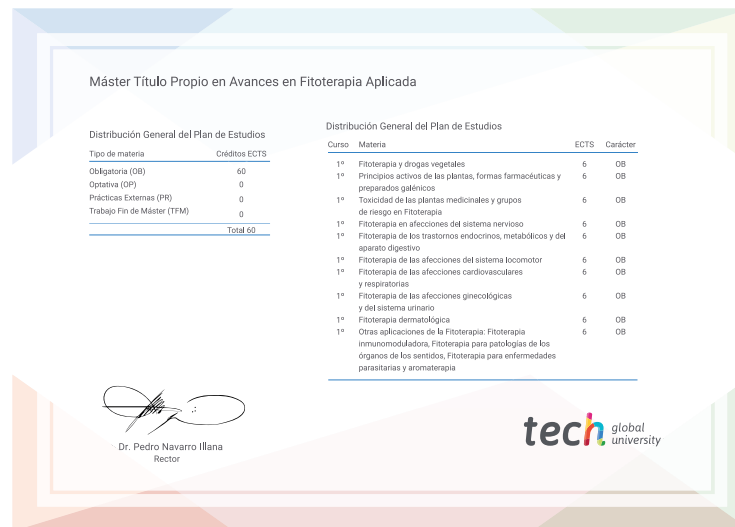 Máster Título Propio en Avances en Fitoterapia Aplicada
Distribución General del Plan de Estudios
Tipo de materia Créditos ECTS
Obligatoria (OB) 60
Optativa (OP) 0
Prácticas Externas (PR) 0
Trabajo Fin de Máster (TFM) 0
Total 60
Distribución General del Plan de Estudios
Curso Materia ECTS Carácter
1º Fitoterapia y drogas vegetales 6 OB
1º Principios activos de las plantas, formas farmacéuticas y 6 OB
preparados galénicos
1º Toxicidad de las plantas medicinales y grupos 6 OB
de riesgo en Fitoterapia
1º Fitoterapia en afecciones del sistema nervioso 6 OB
1º Fitoterapia de los trastornos endocrinos, metabólicos y del 6 OB
aparato digestivo
1º Fitoterapia de las afecciones del sistema locomotor 6 OB
1º Fitoterapia de las afecciones cardiovasculares 6 OB
y respiratorias
1º Fitoterapia de las afecciones ginecológicas 6 OB
y del sistema urinario
1º Fitoterapia dermatológica 6 OB
1º Otras aplicaciones de la Fitoterapia: Fitoterapia 6 OB
inmunomoduladora, Fitoterapia para patologías de los
órganos de los sentidos, Fitoterapia para enfermedades
parasitarias y aromaterapia
Dr. Pedro Navarro Illana
Rector
tech global
university